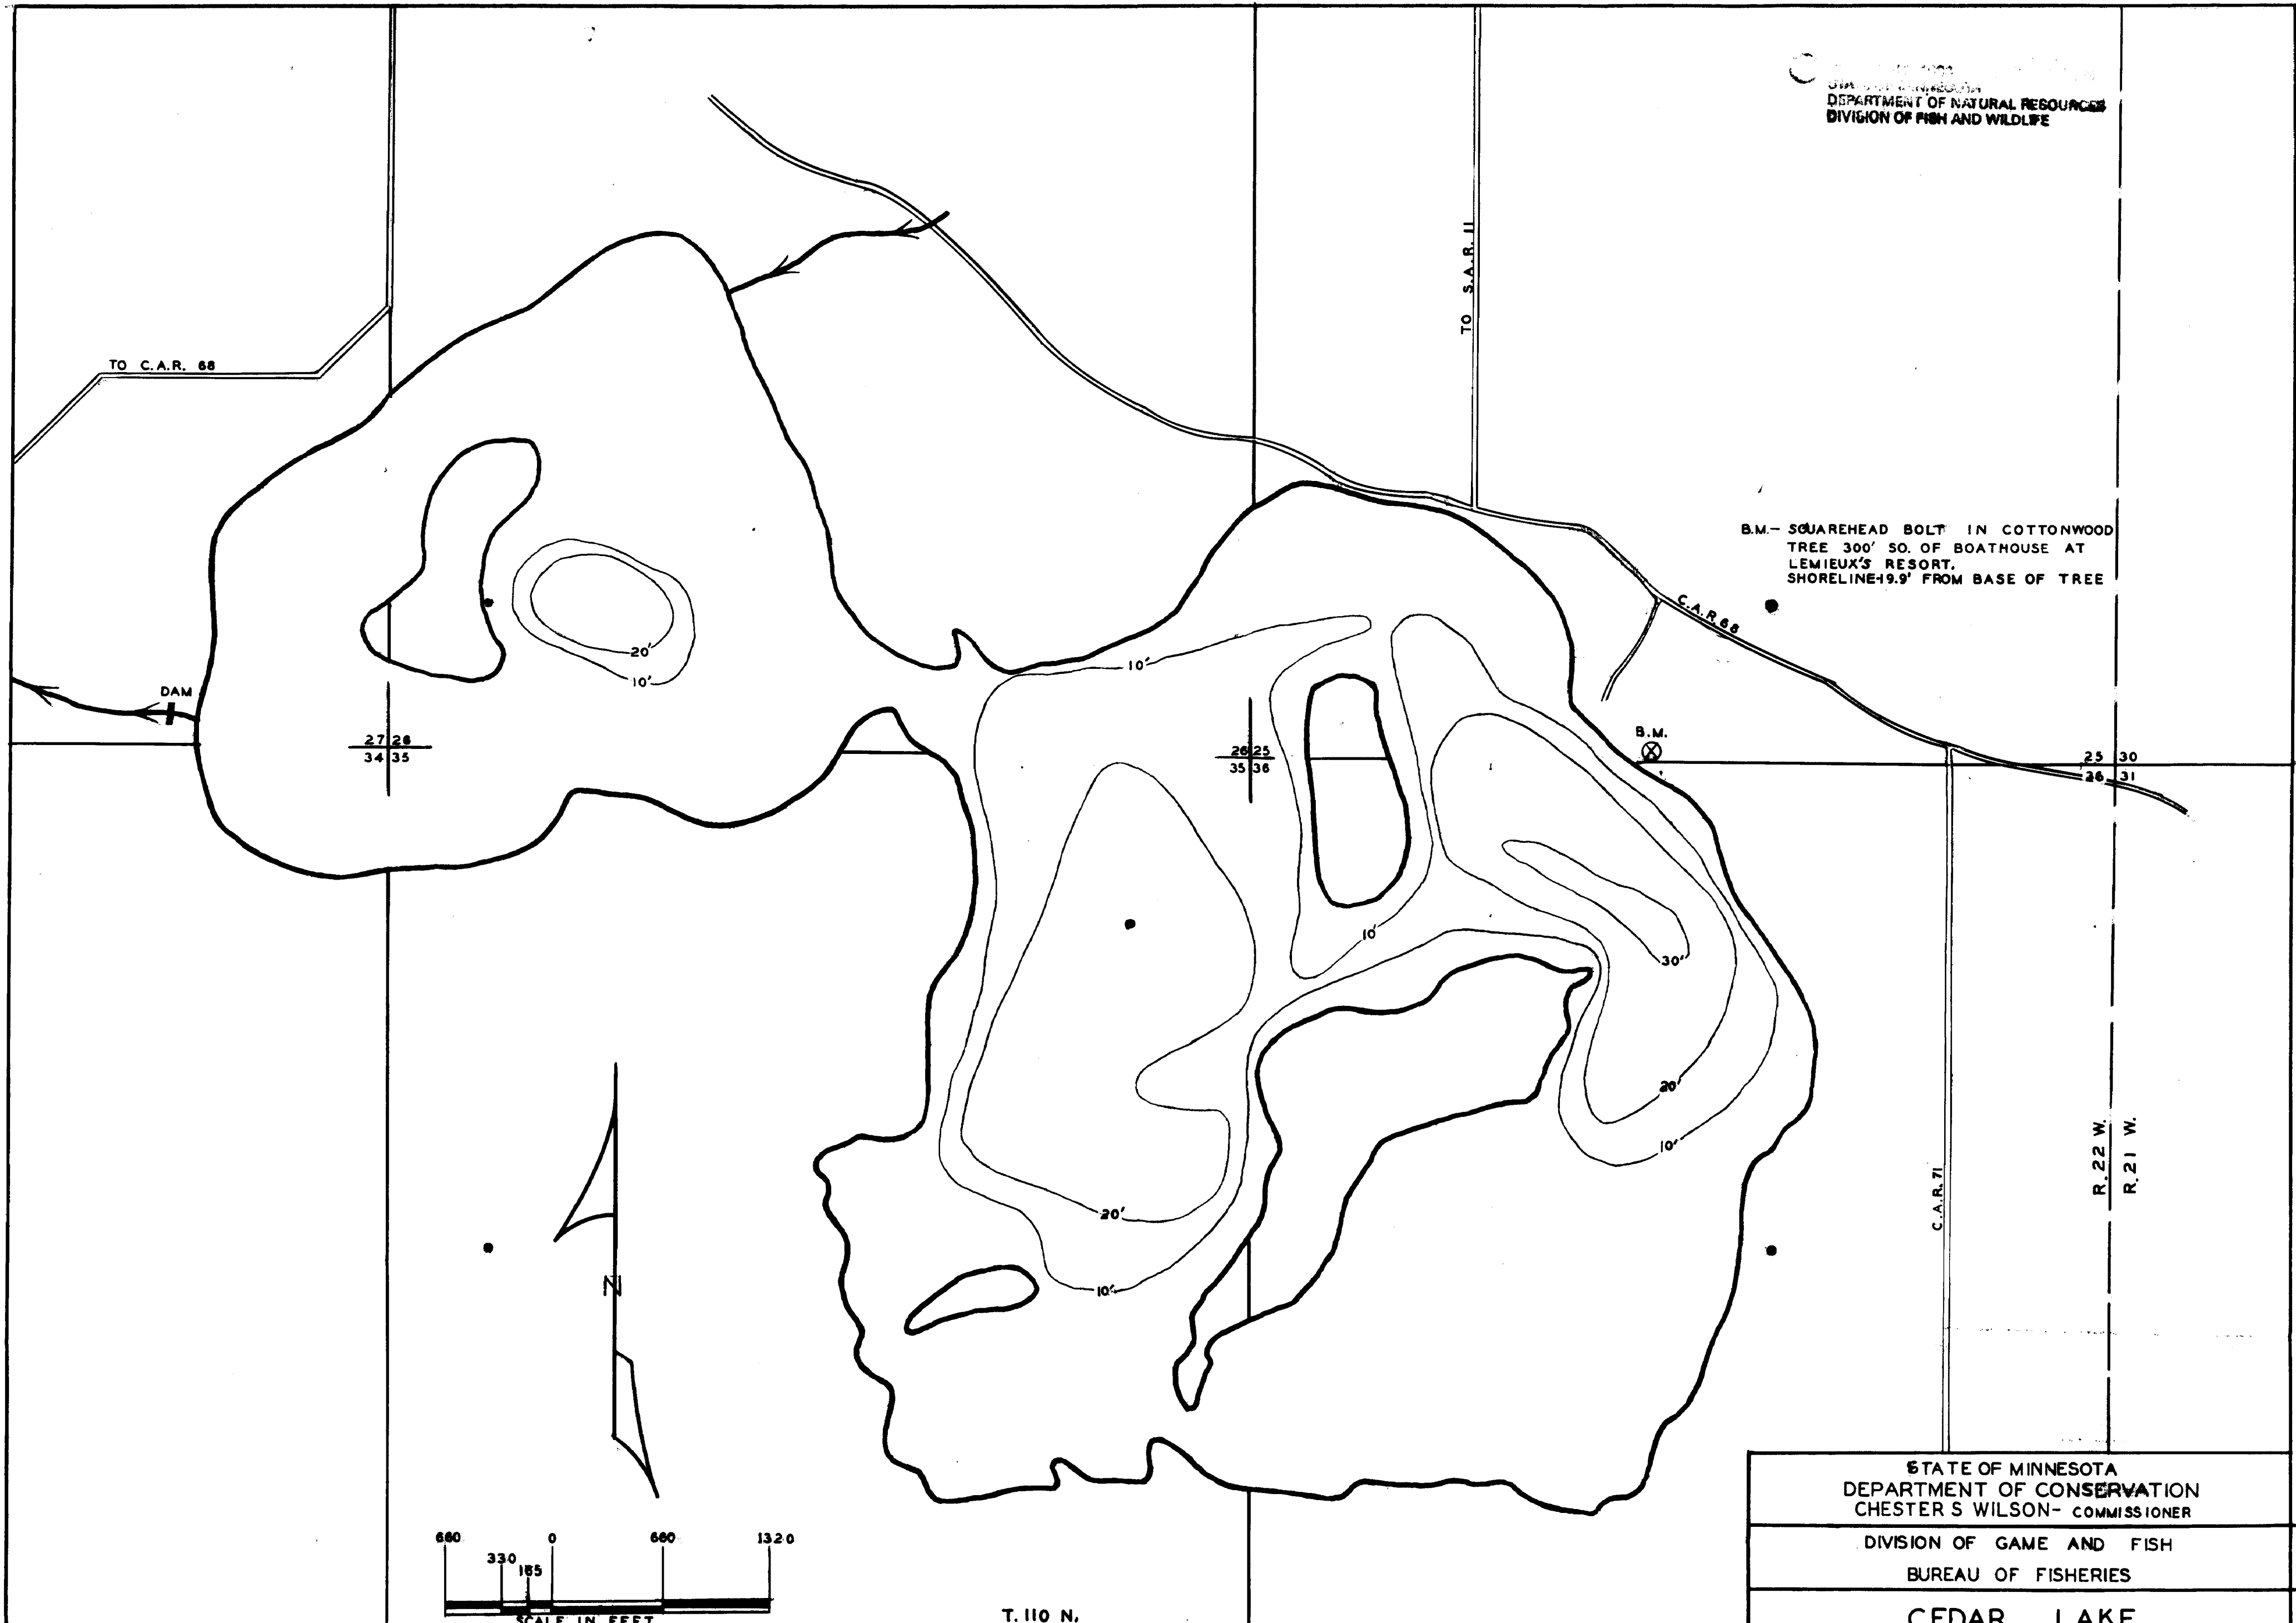 DEPARTMENT OF NATURAL RESOURCES
DIVISION OF FISH AND WILDLIFE
TO S.A.R. 11
TO C.A.R. 68
B.M.- SQUAREHEAD BOLT IN COTTONWOOD
TREE 300' SO. OF BOATHOUSE AT
LEMIEUX'S RESORT.
SHORELINE-19.9' FROM BASE OF TREE
C.A.R. 68
20'
10'
10'
DAM
27 26
34 35
26 25
35 36
B.M.
25 30
36 31
10'
30'
20'
10'
20'
10'
C.A.R. 71
R. 22 W.
R. 21 W.
N
STATE OF MINNESOTA
DEPARTMENT OF CONSERVATION
CHESTER S WILSON- COMMISSIONER
DIVISION OF GAME AND FISH
BUREAU OF FISHERIES
CEDAR LAKE
660 0 660 1320
330
165
SCALE IN FEET
T. 110 N.